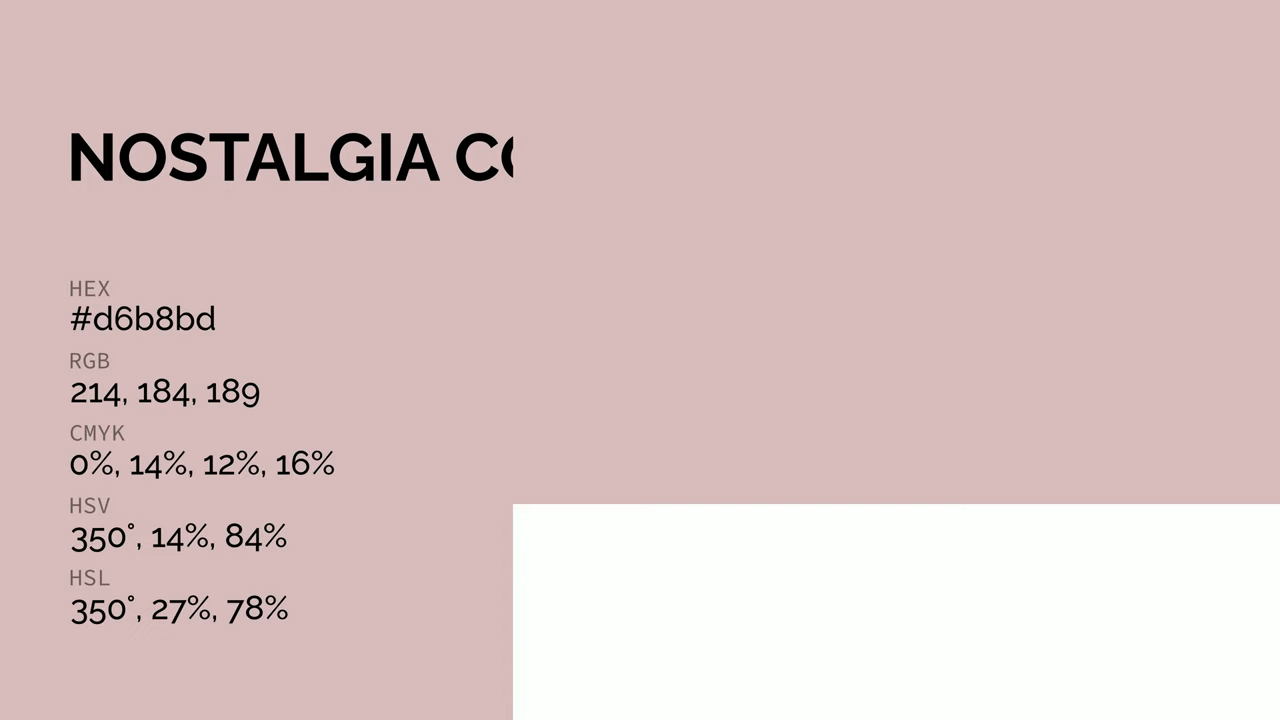 NOSTALGIA
HEX
#d6b8bd
RGB
214, 184, 189
CMYK
0%, 14%, 12%, 16%
HSV
350°, 14%, 84%
HSL
350°, 27%, 78%